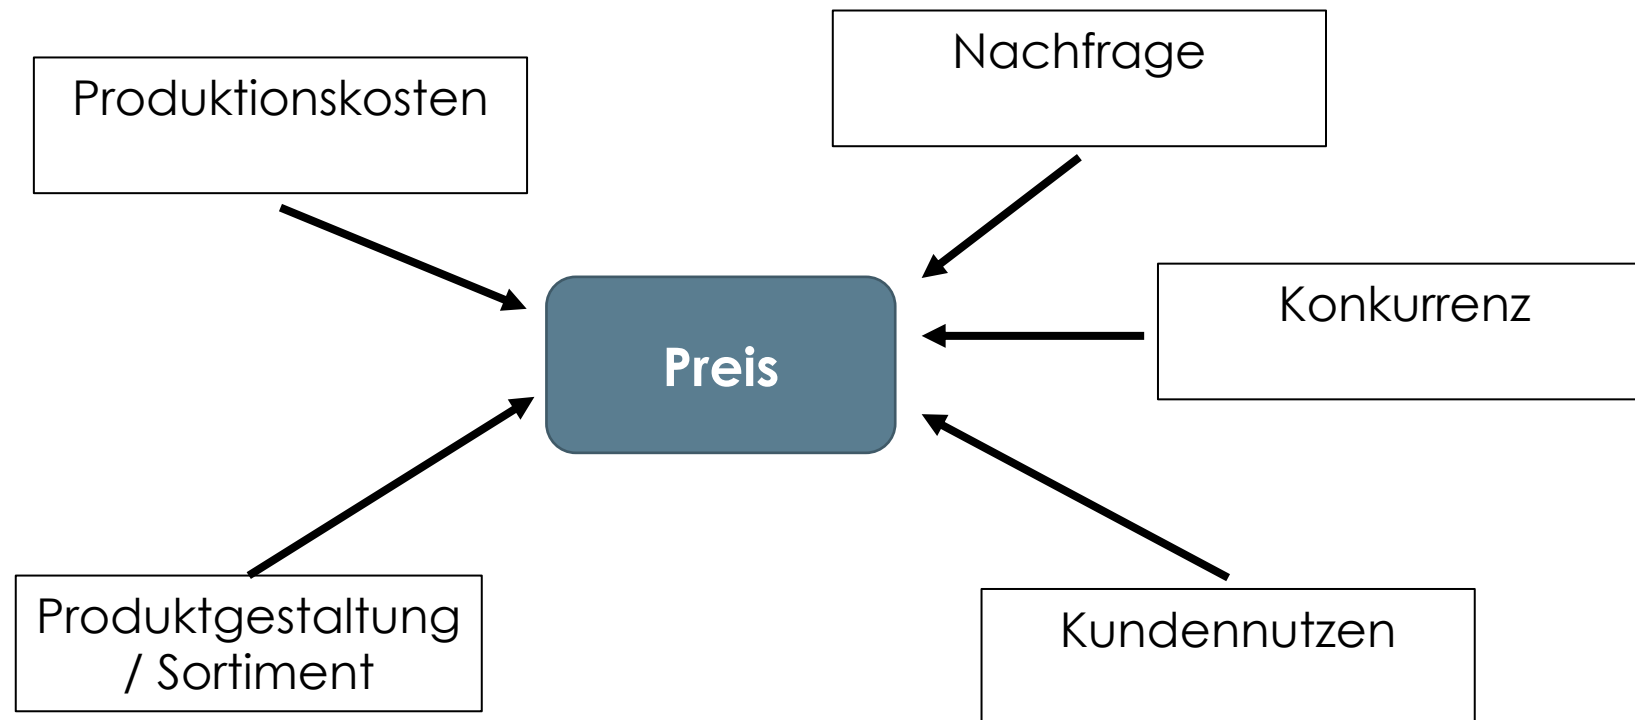 Nachfrage
Produktionskosten
Konkurrenz
Preis
Produktgestaltung
/ Sortiment
Kundennutzen